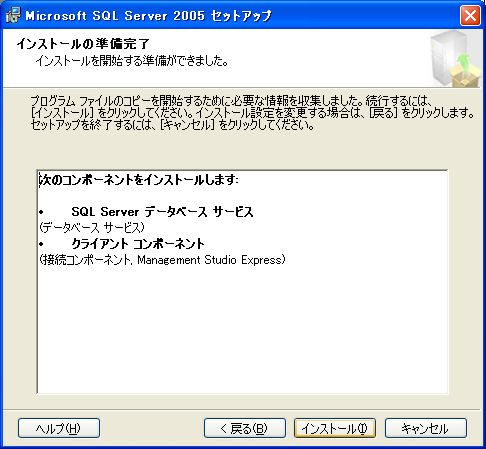 Microsoft SQL Server 2005 セットアップ
インストールの準備完了
インストールを開始する準備ができました。
プログラム ファイルのコピーを開始するために必要な情報を収集しました。続行するには、
[インストール] をクリックしてください。インストール設定を変更する場合は、[戻る] をクリックします。
セットアップを終了するには、[キャンセル] をクリックしてください。
次のコンポーネントをインストールします:
• SQL Server データベース サービス
(データベース サービス)
• クライアント コンポーネント
(接続コンポーネント, Management Studio Express)
ヘルプ(H) < 戻る(B) インストール(I) キャンセル